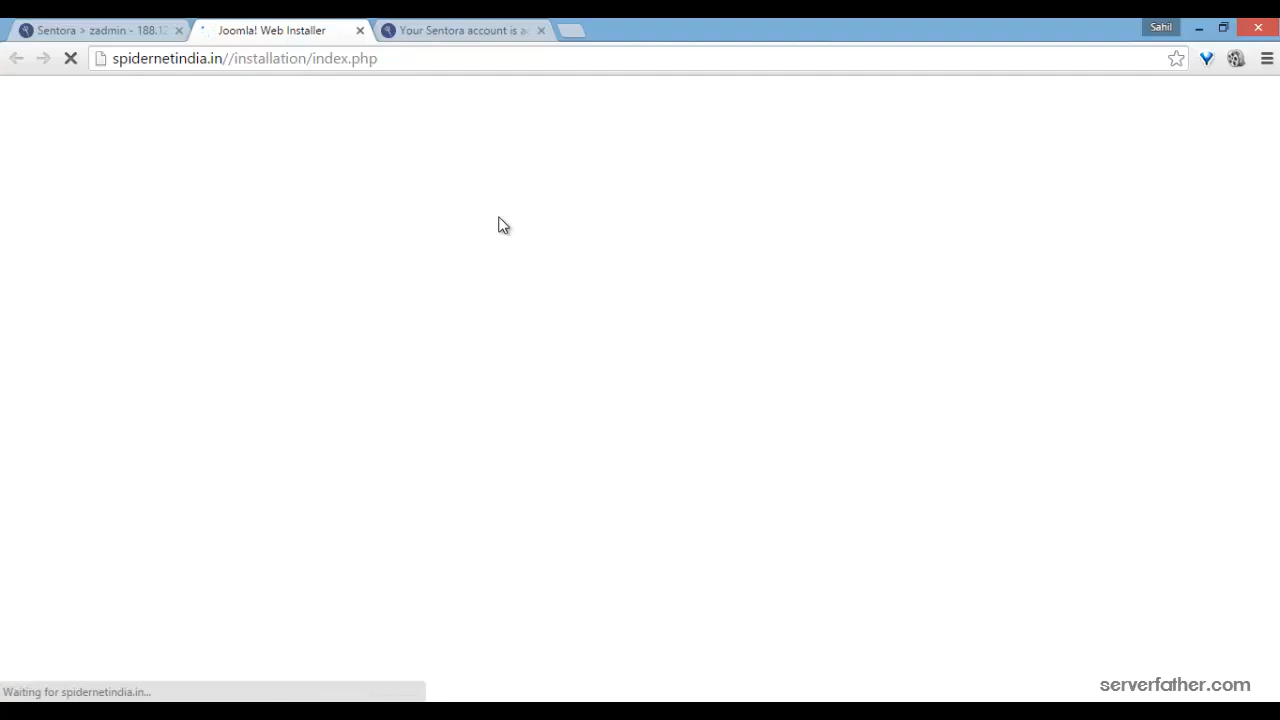 Sentora > zadmin - 188.12
Joomla! Web Installer
Your Sentora account is a
Sahil
spidernetindia.in//installation/index.php
Waiting for spidernetindia.in...
serverfather.com